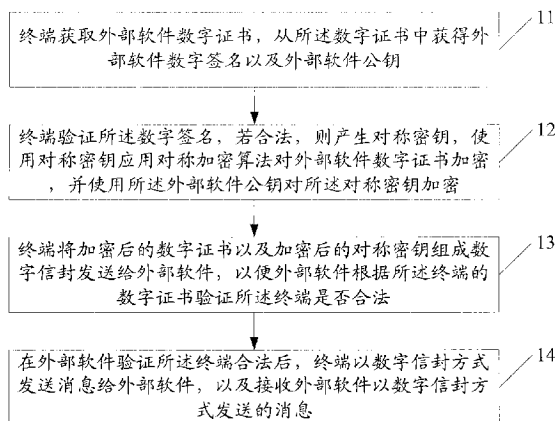 11
终端获取外部软件数字证书，从所述数字证书中获得外
部软件数字签名以及外部软件公钥
12
终端验证所述数字签名，若合法，则产生对称密钥，使
用对称密钥应用对称加密算法对外部软件数字证书加密
，并使用所述外部软件公钥对所述对称密钥加密
13
终端将加密后的数字证书以及加密后的对称密钥组成数
字信封发送给外部软件，以便外部软件根据所述终端的
数字证书验证所述终端是否合法
14
在外部软件验证所述终端合法后，终端以数字信封方式
发送消息给外部软件，以及接收外部软件以数字信封方
式发送的消息